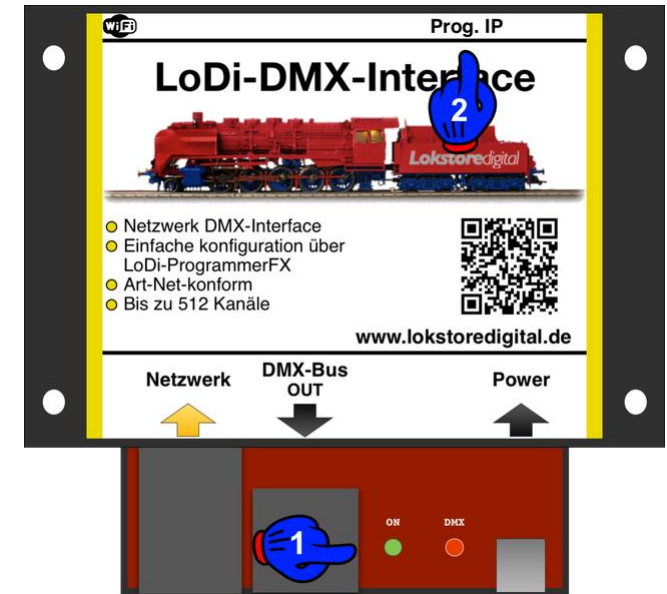 WiFi
Prog. IP
LoDi-DMX-Interface
2
Lokstoredigital
Netzwerk DMX-Interface
Einfache konfiguration über
LoDi-ProgrammerFX
Art-Net-konform
Bis zu 512 Kanäle
www.lokstoredigital.de
Netzwerk
DMX-Bus
OUT
Power
ON
DMX
1